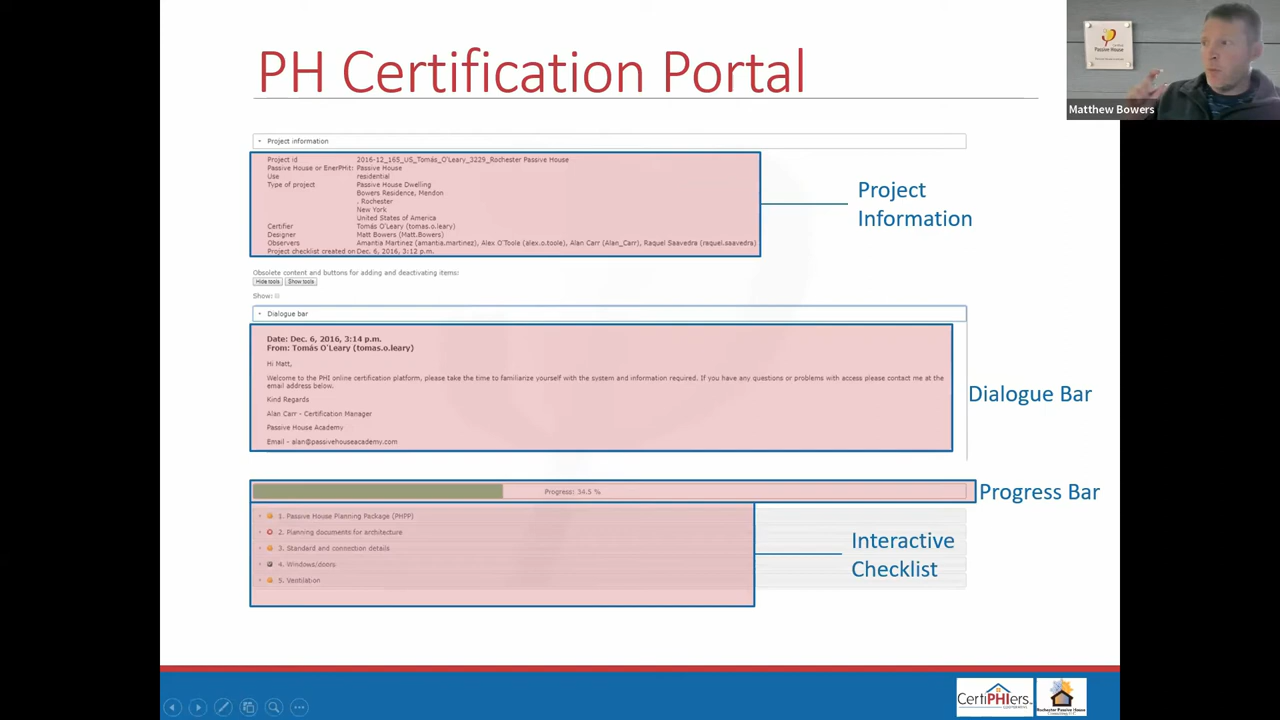 PH Certification Portal
Matthew Bowers
Project information
Project id 2016-12_165_US_Tomás_O'Leary_3229_Rochester Passive House
Passive House or EnerPHit: Passive House
Use residential
Type of project Passive House Dwelling
Bowers Residence, Mendon
, Rochester
New York
United States of America
Certifier Tomás O'Leary (tomas.o.leary)
Designer Matt Bowers (Matt.Bowers)
Observers Amantia Martinez (amantia.martinez), Alex O'Toole (alex.o.toole), Alan Carr (Alan_Carr), Raquel Saavedra (raquel.saavedra)
Project checklist created on Dec. 6, 2016, 3:12 p.m.
Project
Information
Obsolete content and buttons for adding and deactivating items:
Hide tools Show tools
Show:
Dialogue bar
Date: Dec. 6, 2016, 3:14 p.m.
From: Tomás O'Leary (tomas.o.leary)
Hi Matt,
Welcome to the PHI online certification platform, please take the time to familiarize yourself with the system and information required. If you have any questions or problems with access please contact me at the
email address below.
Kind Regards
Alan Carr - Certification Manager
Passive House Academy
Email - alan@passivehouseacademy.com
Dialogue Bar
Progress: 34.5 %
Progress Bar
1. Passive House Planning Package (PHPP)
2. Planning documents for architecture
3. Standard and connection details
4. Windows/doors
5. Ventilation
Interactive
Checklist
CertiPHIers
Rochester Passive House